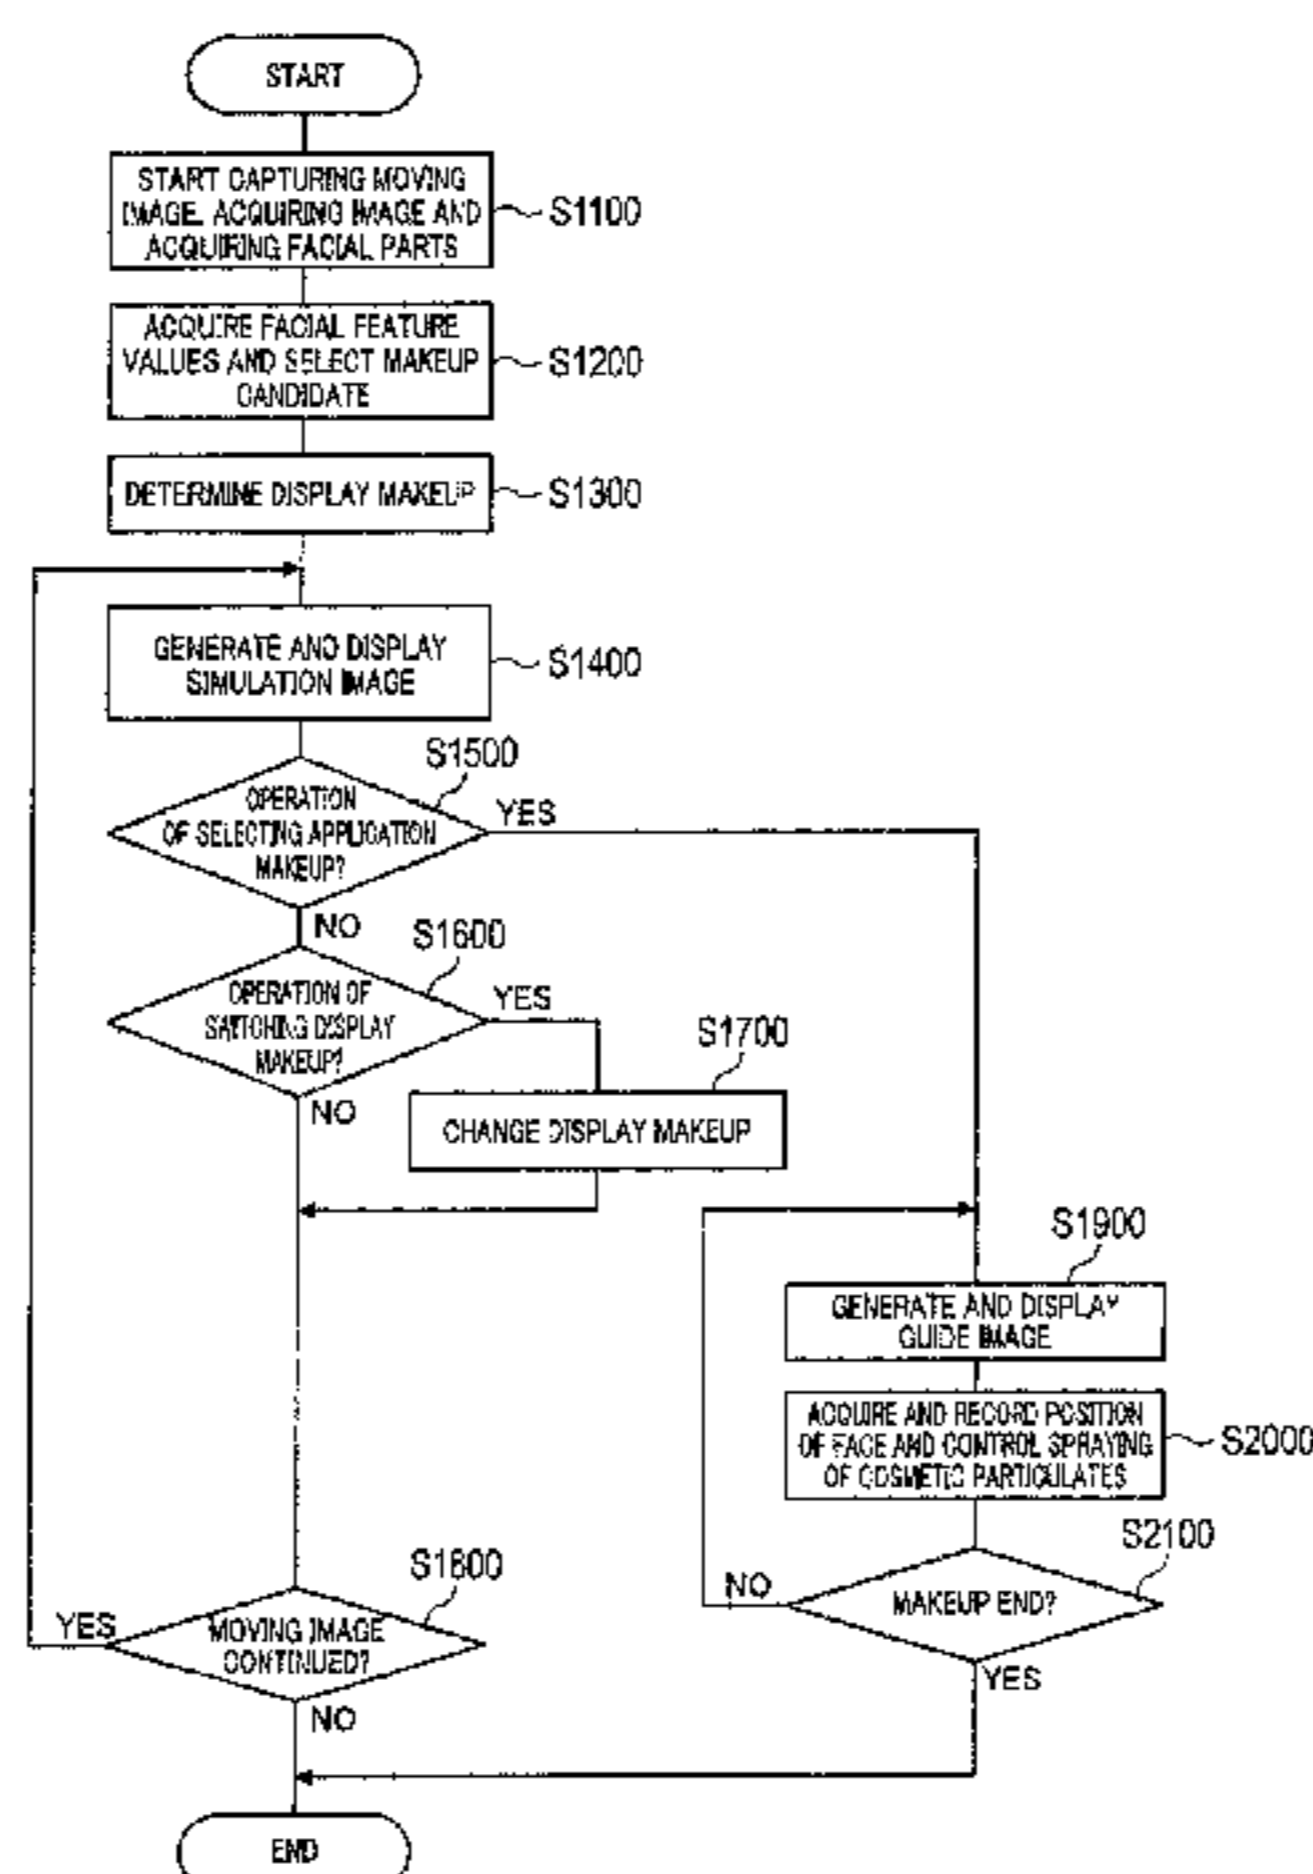 START
START CAPTURING MOVING
IMAGE, ACQUIRING IMAGE AND
ACQUIRING FACIAL PARTS
S1100
ACQUIRE FACIAL FEATURE
VALUES AND SELECT MAKEUP
CANDIDATE
S1200
DETERMINE DISPLAY MAKEUP
S1300
GENERATE AND DISPLAY
SIMULATION IMAGE
S1400
S1500
OPERATION
OF SELECTING APPLICATION
MAKEUP?
YES
NO
S1600
OPERATION OF
SWITCHING DISPLAY
MAKEUP?
YES
NO
S1700
CHANGE DISPLAY MAKEUP
S1900
GENERATE AND DISPLAY
GUIDE IMAGE
ACQUIRE AND RECORD POSITION
OF FACE AND CONTROL SPRAYING
OF COSMETIC PARTICULATES
S2000
S2100
MAKEUP END?
NO
YES
S1800
MOVING IMAGE
CONTINUED?
YES
NO
END